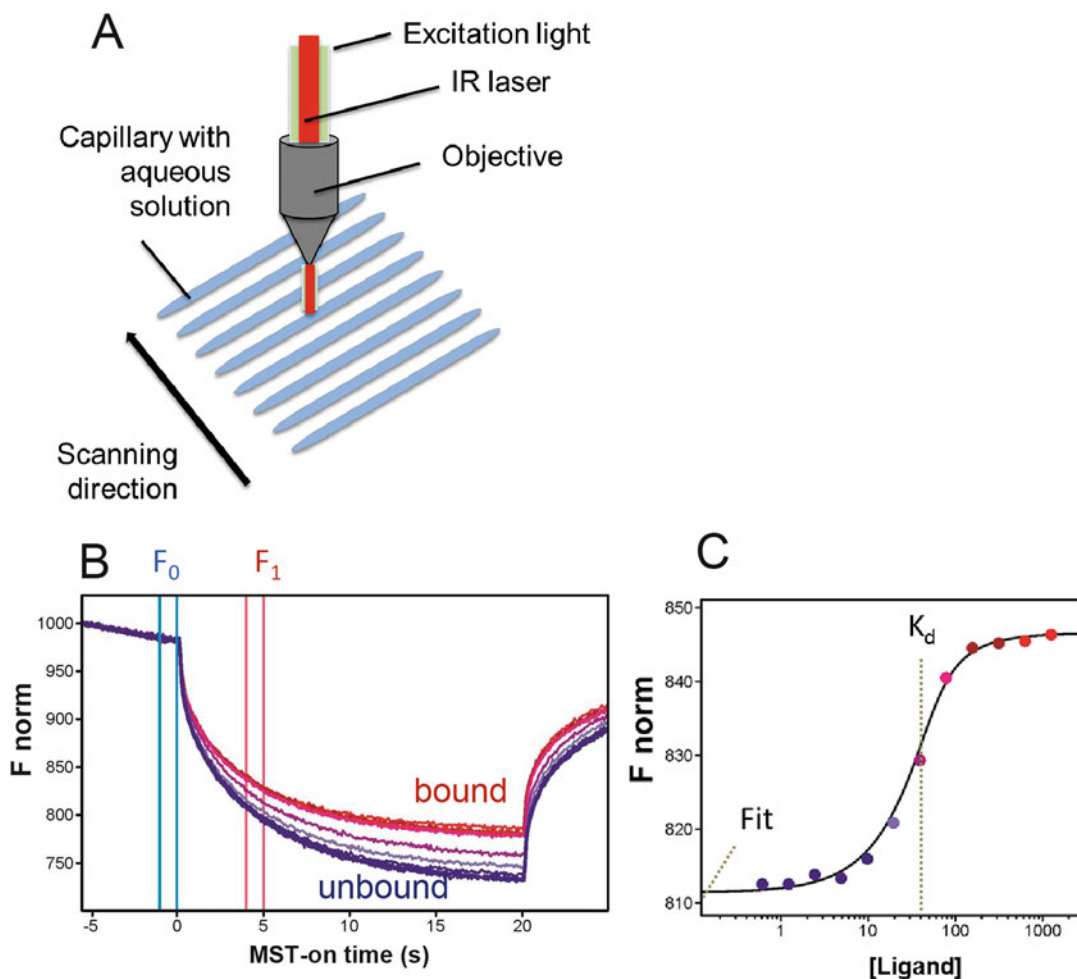 A
Excitation light
IR laser
Capillary with
aqueous
solution
Objective
Scanning
direction
B
F0
F1
1000
950
900
850
800
750
F norm
bound
unbound
-5
0
5
10
15
20
MST-on time (s)
C
850
840
830
820
810
F norm
Kd
Fit
1
10
100
1000
[Ligand]